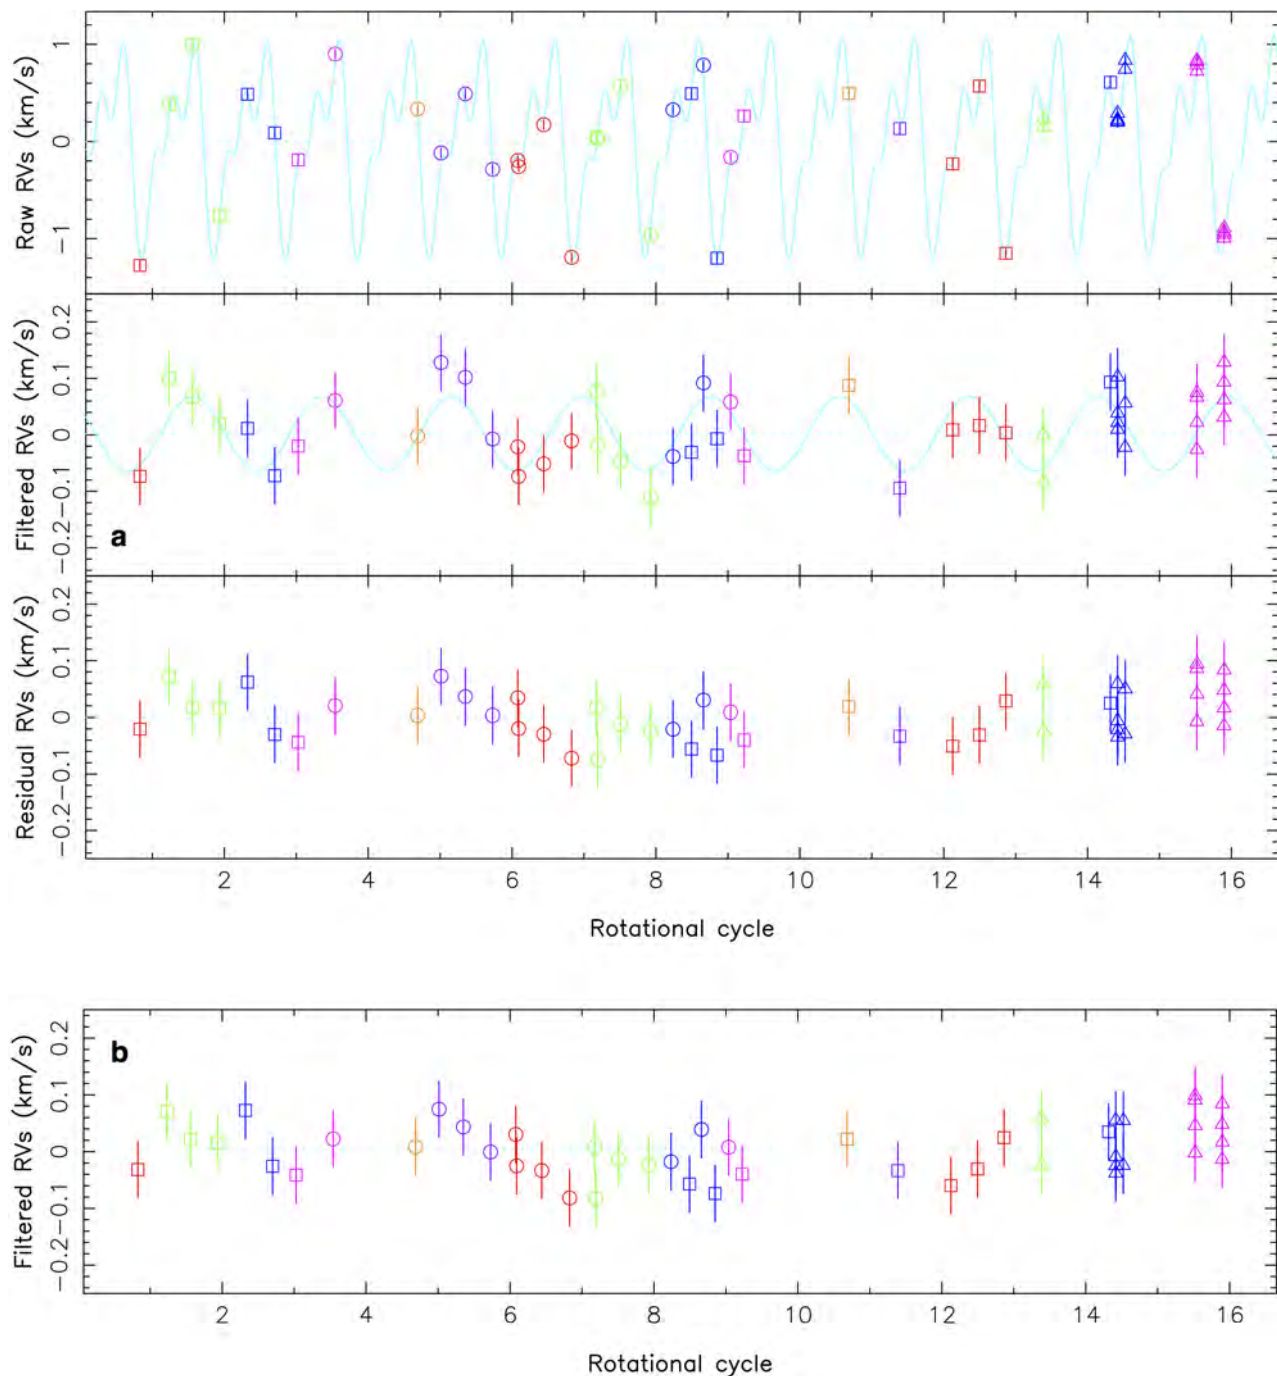 1
0
−1
Raw RVs (km/s)
0.2
0.1
0
−0.1
−0.2
Filtered RVs (km/s)
a
0.2
0.1
0
−0.1
−0.2
Residual RVs (km/s)
2 4 6 8 10 12 14 16
Rotational cycle
b
0.2
0.1
0
−0.1
−0.2
Filtered RVs (km/s)
2 4 6 8 10 12 14 16
Rotational cycle